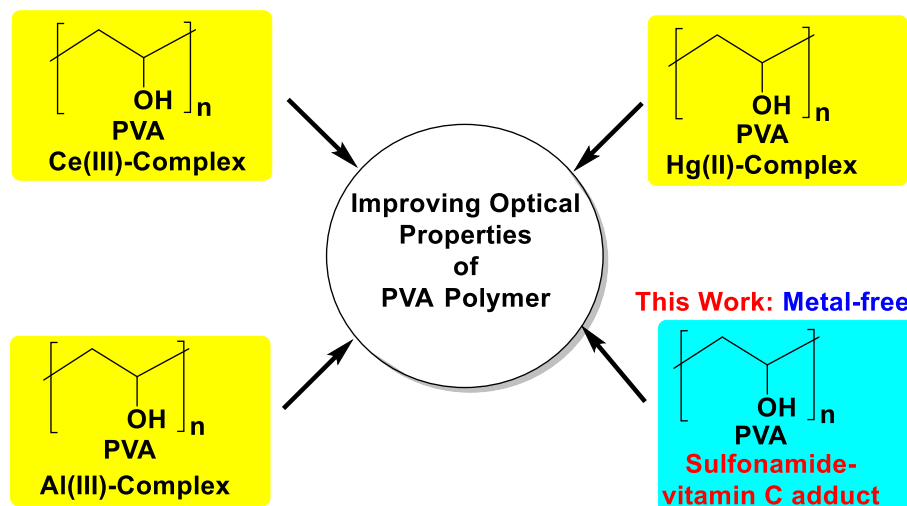 OH
n
PVA
Ce(III)-Complex
OH
n
PVA
Hg(II)-Complex
Improving Optical
Properties
of
PVA Polymer
This Work: Metal-free
OH
n
PVA
Al(III)-Complex
OH
n
PVA
Sulfonamide-
vitamin C adduct